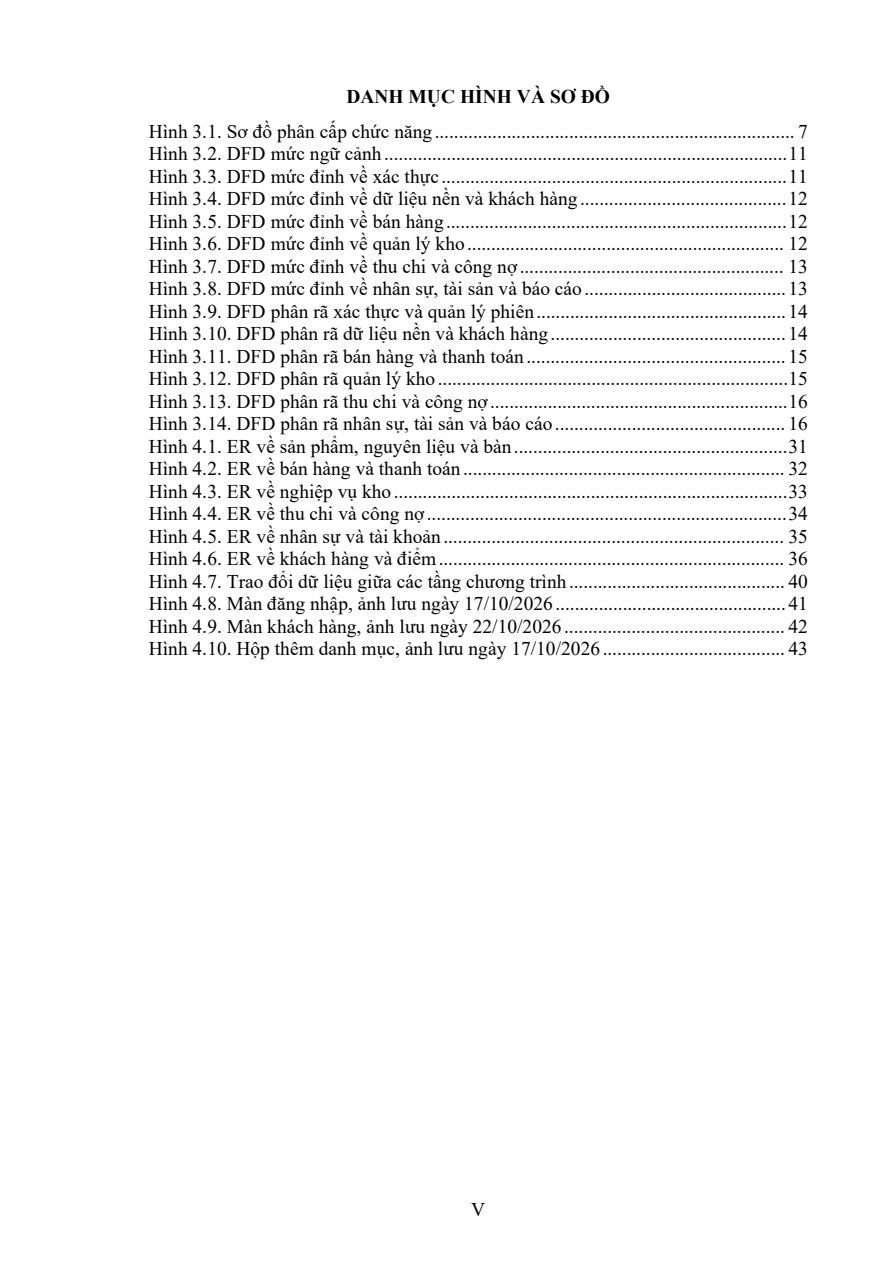 DANH MỤC HÌNH VÀ SƠ ĐỒ
Hình 3.1. Sơ đồ phân cấp chức năng ........ 7
Hình 3.2. DFD mức ngữ cảnh ........ 11
Hình 3.3. DFD mức đỉnh về xác thực ........ 11
Hình 3.4. DFD mức đỉnh về dữ liệu nền và khách hàng ........ 12
Hình 3.5. DFD mức đỉnh về bán hàng ........ 12
Hình 3.6. DFD mức đỉnh về quản lý kho ........ 12
Hình 3.7. DFD mức đỉnh về thu chi và công nợ ........ 13
Hình 3.8. DFD mức đỉnh về nhân sự, tài sản và báo cáo ........ 13
Hình 3.9. DFD phân rã xác thực và quản lý phiên ........ 14
Hình 3.10. DFD phân rã dữ liệu nền và khách hàng ........ 14
Hình 3.11. DFD phân rã bán hàng và thanh toán ........ 15
Hình 3.12. DFD phân rã quản lý kho ........ 15
Hình 3.13. DFD phân rã thu chi và công nợ ........ 16
Hình 3.14. DFD phân rã nhân sự, tài sản và báo cáo ........ 16
Hình 4.1. ER về sản phẩm, nguyên liệu và bàn ........ 31
Hình 4.2. ER về bán hàng và thanh toán ........ 32
Hình 4.3. ER về nghiệp vụ kho ........ 33
Hình 4.4. ER về thu chi và công nợ ........ 34
Hình 4.5. ER về nhân sự và tài khoản ........ 35
Hình 4.6. ER về khách hàng và điểm ........ 36
Hình 4.7. Trao đổi dữ liệu giữa các tầng chương trình ........ 40
Hình 4.8. Màn đăng nhập, ảnh lưu ngày 17/10/2026 ........ 41
Hình 4.9. Màn khách hàng, ảnh lưu ngày 22/10/2026 ........ 42
Hình 4.10. Hộp thêm danh mục, ảnh lưu ngày 17/10/2026 ........ 43
V